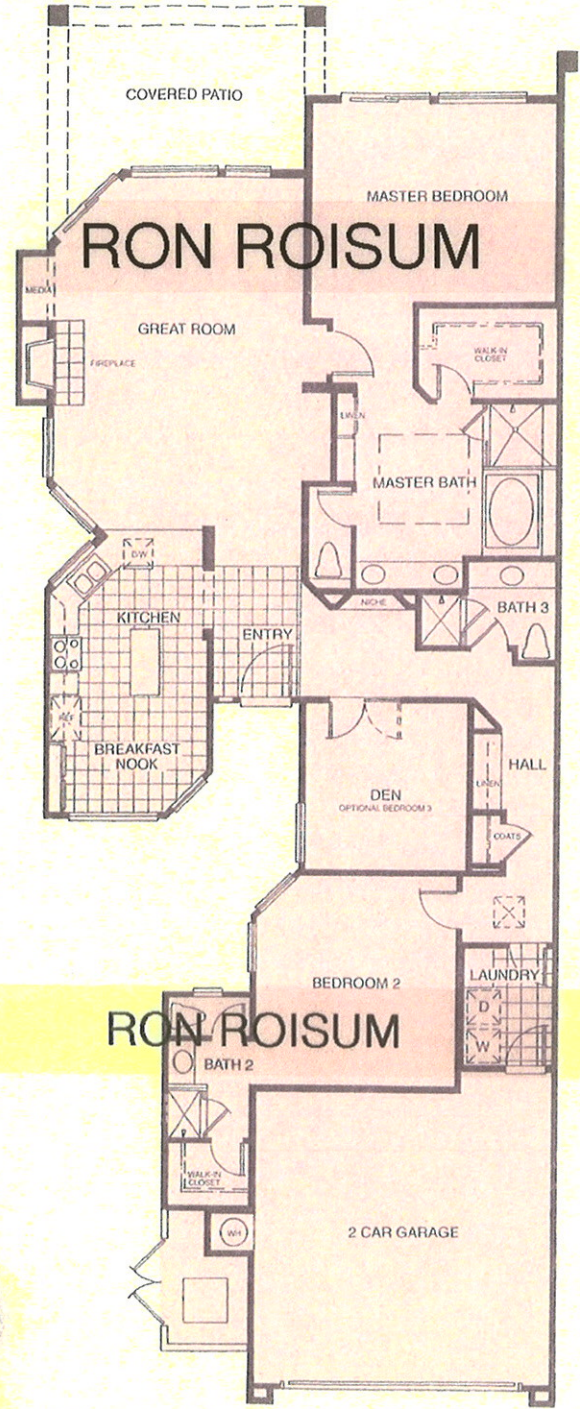 COVERED PATIO
MASTER BEDROOM
RON ROISUM
MEDIA
GREAT ROOM
FIREPLACE
WALK-IN
CLOSET
LINEN
MASTER BATH
DW
KITCHEN
NICHE
BATH 3
ENTRY
BREAKFAST
NOOK
DEN
OPTIONAL BEDROOM 3
HALL
LINEN
COATS
BEDROOM 2
LAUNDRY
D
W
RON ROISUM
BATH 2
WALK-IN
CLOSET
WH
2 CAR GARAGE